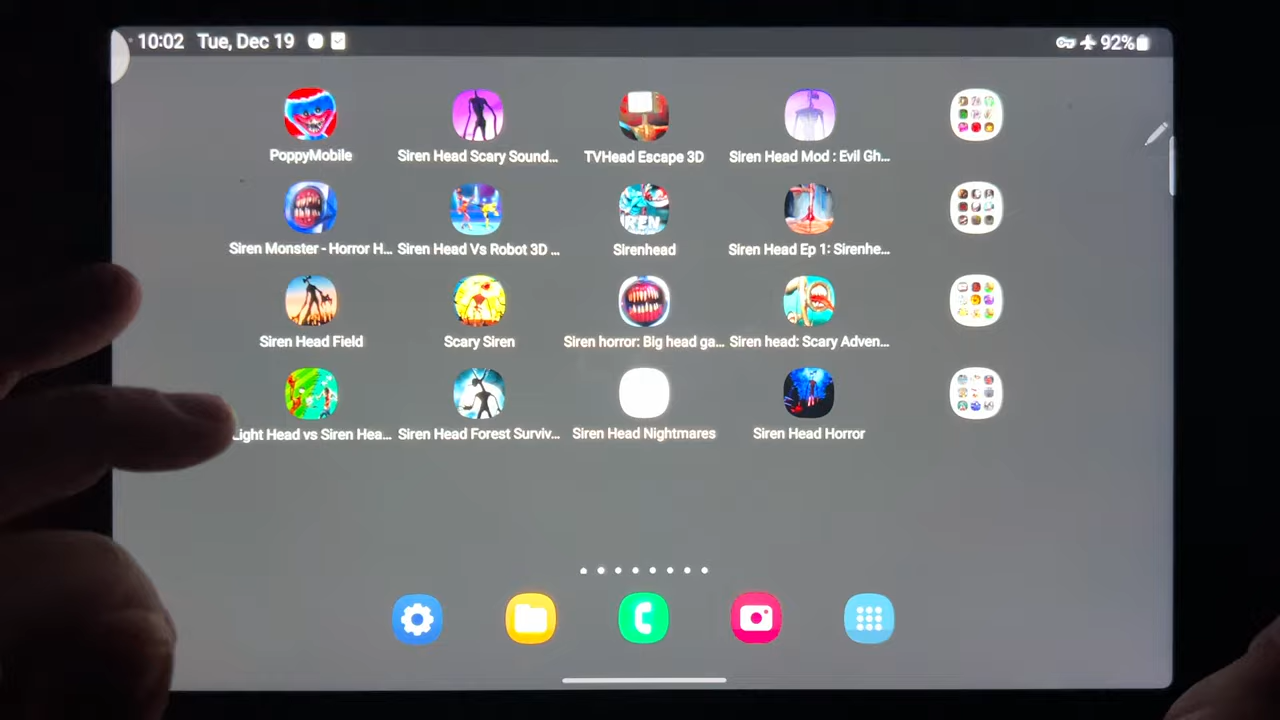 10:02 Tue, Dec 19 92%
PoppyMobile Siren Head Scary Sound... TVHead Escape 3D Siren Head Mod : Evil Gh...
Siren Monster - Horror H... Siren Head Vs Robot 3D ... Sirenhead Siren Head Ep 1: Sirenhe...
Siren Head Field Scary Siren Siren horror: Big head ga... Siren head: Scary Adven...
Light Head vs Siren Hea... Siren Head Forest Surviv... Siren Head Nightmares Siren Head Horror